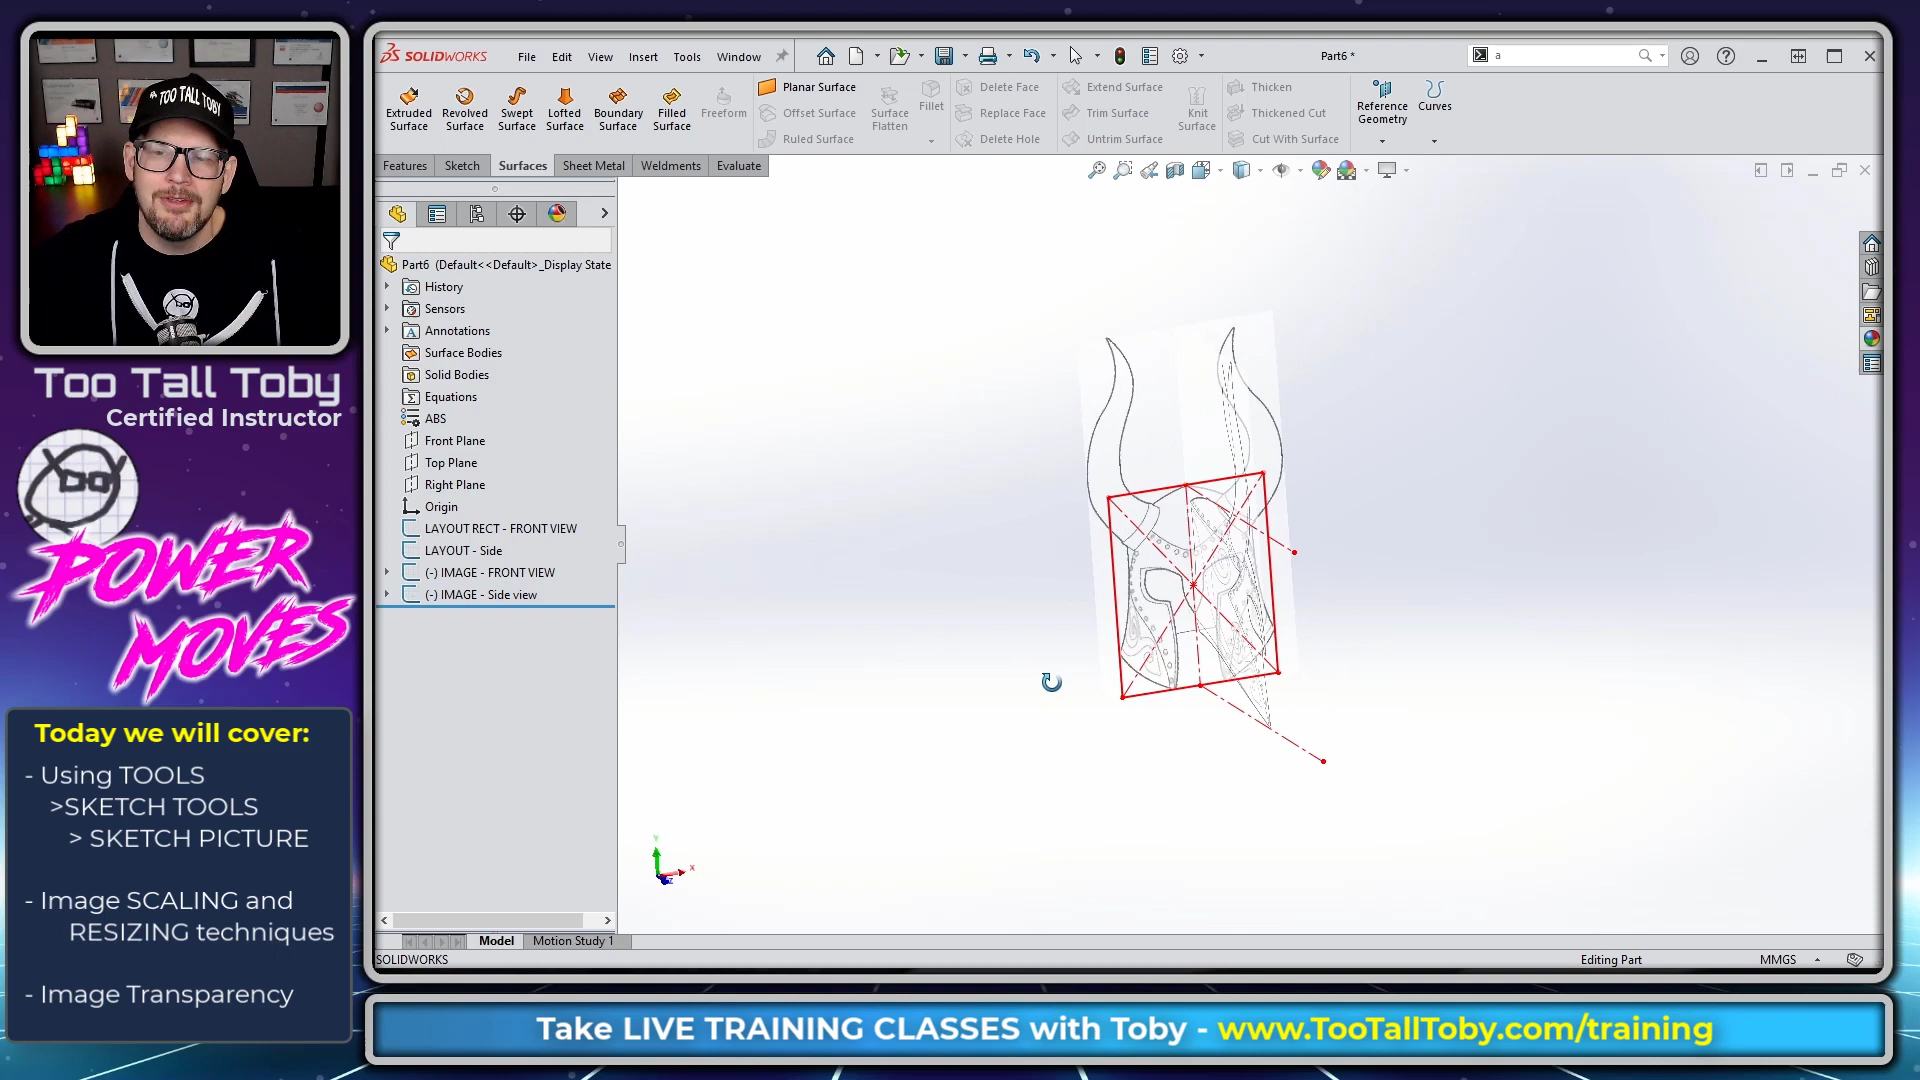 TOO TALL TOBY
Too Tall Toby
Certified Instructor
POWER
MOVES
Today we will cover:
- Using TOOLS
>SKETCH TOOLS
> SKETCH PICTURE
- Image SCALING and
RESIZING techniques
- Image Transparency
SOLIDWORKS File Edit View Insert Tools Window Part6 * a
Extruded Surface
Revolved Surface
Swept Surface
Lofted Surface
Boundary Surface
Filled Surface
Freeform
Planar Surface
Offset Surface
Ruled Surface
Surface Flatten
Fillet
Delete Face
Replace Face
Delete Hole
Extend Surface
Trim Surface
Untrim Surface
Knit Surface
Thicken
Thickened Cut
Cut With Surface
Reference Geometry
Curves
Features Sketch Surfaces Sheet Metal Weldments Evaluate
Part6 (Default<<Default>_Display State
History
Sensors
Annotations
Surface Bodies
Solid Bodies
Equations
ABS
Front Plane
Top Plane
Right Plane
Origin
LAYOUT RECT - FRONT VIEW
LAYOUT - Side
(-) IMAGE - FRONT VIEW
(-) IMAGE - Side view
Y
X
Model Motion Study 1
SOLIDWORKS Editing Part MMGS
Take LIVE TRAINING CLASSES with Toby - www.TooTallToby.com/training